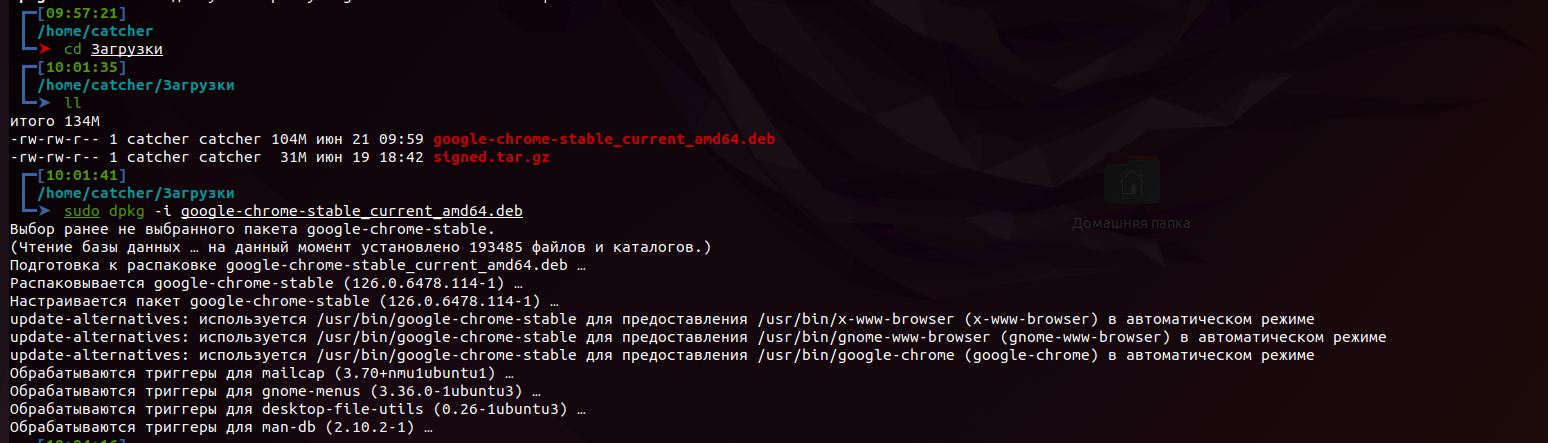 [09:57:21]
/home/catcher
cd Загрузки
[10:01:35]
/home/catcher/Загрузки
ll
итого 134M
-rw-rw-r-- 1 catcher catcher 104M июн 21 09:59 google-chrome-stable_current_amd64.deb
-rw-rw-r-- 1 catcher catcher  31M июн 19 18:42 signed.tar.gz
[10:01:41]
/home/catcher/Загрузки
sudo dpkg -i google-chrome-stable_current_amd64.deb
Выбор ранее не выбранного пакета google-chrome-stable.
(Чтение базы данных … на данный момент установлено 193485 файлов и каталогов.)
Подготовка к распаковке google-chrome-stable_current_amd64.deb …
Распаковывается google-chrome-stable (126.0.6478.114-1) …
Настраивается пакет google-chrome-stable (126.0.6478.114-1) …
update-alternatives: используется /usr/bin/google-chrome-stable для предоставления /usr/bin/x-www-browser (x-www-browser) в автоматическом режиме
update-alternatives: используется /usr/bin/google-chrome-stable для предоставления /usr/bin/gnome-www-browser (gnome-www-browser) в автоматическом режиме
update-alternatives: используется /usr/bin/google-chrome-stable для предоставления /usr/bin/google-chrome (google-chrome) в автоматическом режиме
Обрабатываются триггеры для mailcap (3.70+nmu1ubuntu1) …
Обрабатываются триггеры для gnome-menus (3.36.0-1ubuntu3) …
Обрабатываются триггеры для desktop-file-utils (0.26-1ubuntu3) …
Обрабатываются триггеры для man-db (2.10.2-1) …
Домашняя папка